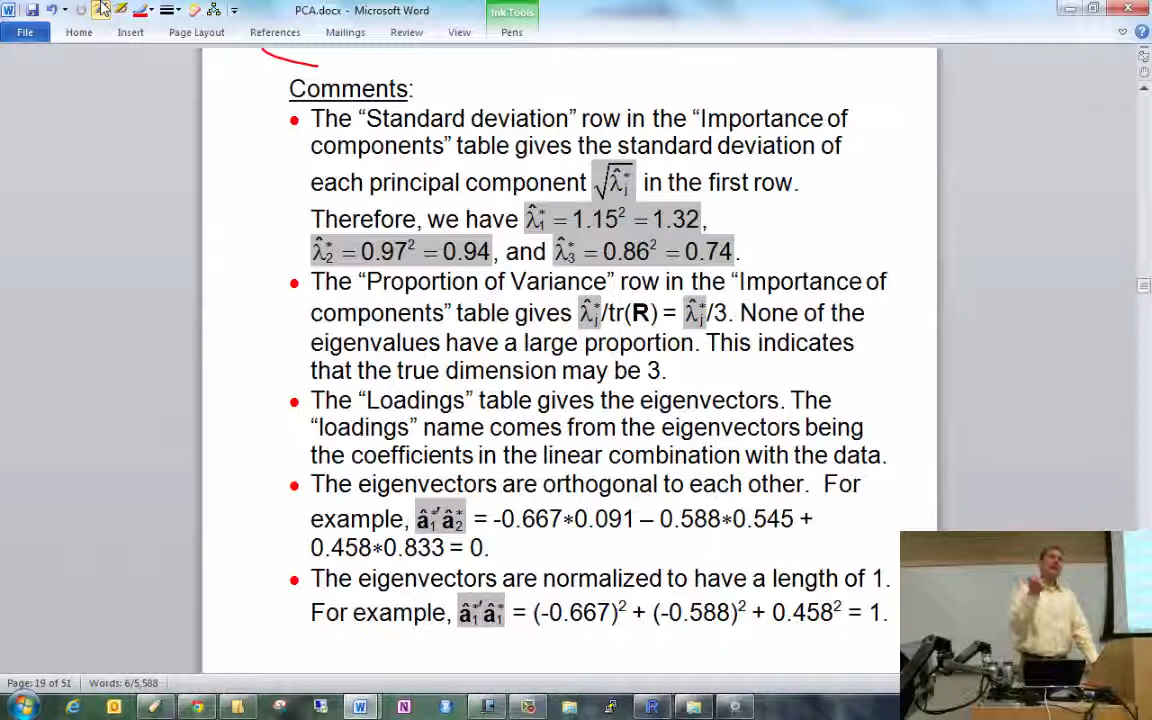 PCA.docx - Microsoft Word
Ink Tools
File Home Insert Page Layout References Mailings Review View Pens
Comments:
• The “Standard deviation” row in the “Importance of
components” table gives the standard deviation of
each principal component √λ̂*ⱼ in the first row.
Therefore, we have λ̂*₁ = 1.15² = 1.32,
λ̂*₂ = 0.97² = 0.94, and λ̂*₃ = 0.86² = 0.74.
• The “Proportion of Variance” row in the “Importance of
components” table gives λ̂*ⱼ/tr(R) = λ̂*ⱼ/3. None of the
eigenvalues have a large proportion. This indicates
that the true dimension may be 3.
• The “Loadings” table gives the eigenvectors. The
“loadings” name comes from the eigenvectors being
the coefficients in the linear combination with the data.
• The eigenvectors are orthogonal to each other. For
example, â*₁′â*₂ = -0.667*0.091 – 0.588*0.545 +
0.458*0.833 = 0.
• The eigenvectors are normalized to have a length of 1.
For example, â*₁′â*₁ = (-0.667)² + (-0.588)² + 0.458² = 1.
Page: 19 of 51 Words: 6/5,588